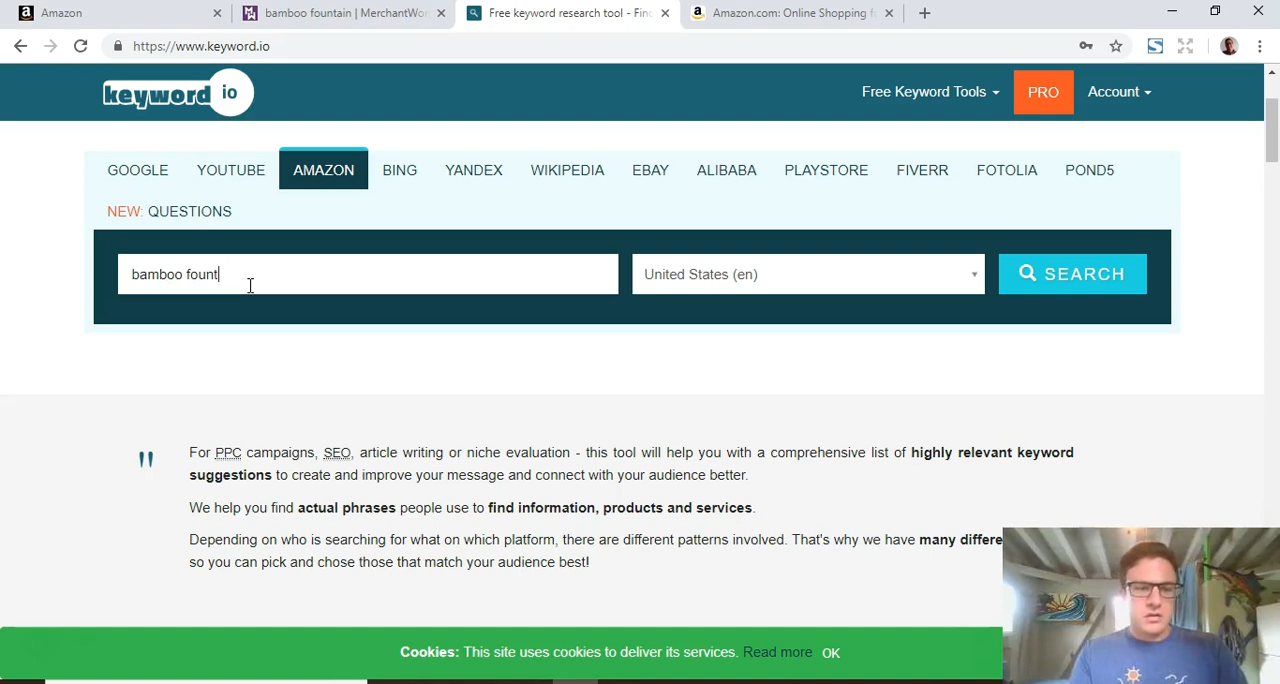 Amazon
bamboo fountain | MerchantWo
Free keyword research tool - Fin
Amazon.com: Online Shopping f
https://www.keyword.io
keyword io
Free Keyword Tools
PRO
Account
GOOGLE YOUTUBE AMAZON BING YANDEX WIKIPEDIA EBAY ALIBABA PLAYSTORE FIVERR FOTOLIA POND5
NEW: QUESTIONS
bamboo fount
United States (en)
SEARCH
For PPC campaigns, SEO, article writing or niche evaluation - this tool will help you with a comprehensive list of highly relevant keyword
suggestions to create and improve your message and connect with your audience better.
We help you find actual phrases people use to find information, products and services.
Depending on who is searching for what on which platform, there are different patterns involved. That's why we have many differe
so you can pick and chose those that match your audience best!
Cookies: This site uses cookies to deliver its services. Read more OK